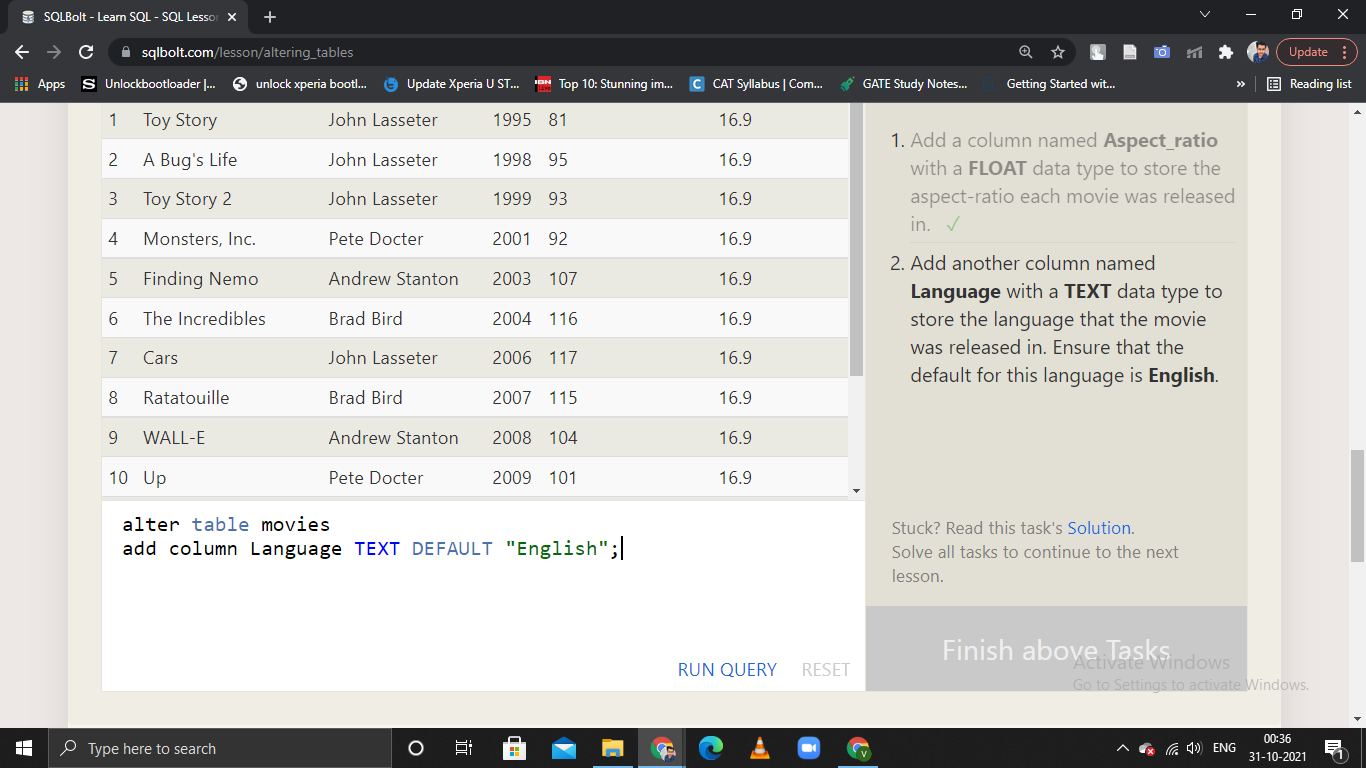 SQLBolt - Learn SQL - SQL Lesson
sqlbolt.com/lesson/altering_tables
Update
Apps
Unlockbootloader |...
unlock xperia bootl...
Update Xperia U ST...
Top 10: Stunning im...
CAT Syllabus | Com...
GATE Study Notes...
Getting Started wit...
»
Reading list
1 Toy Story John Lasseter 1995 81 16.9
2 A Bug's Life John Lasseter 1998 95 16.9
3 Toy Story 2 John Lasseter 1999 93 16.9
4 Monsters, Inc. Pete Docter 2001 92 16.9
5 Finding Nemo Andrew Stanton 2003 107 16.9
6 The Incredibles Brad Bird 2004 116 16.9
7 Cars John Lasseter 2006 117 16.9
8 Ratatouille Brad Bird 2007 115 16.9
9 WALL-E Andrew Stanton 2008 104 16.9
10 Up Pete Docter 2009 101 16.9
alter table movies
add column Language TEXT DEFAULT "English";
RUN QUERY RESET
1. Add a column named Aspect_ratio
with a FLOAT data type to store the
aspect-ratio each movie was released
in. ✓
2. Add another column named
Language with a TEXT data type to
store the language that the movie
was released in. Ensure that the
default for this language is English.
Stuck? Read this task's Solution.
Solve all tasks to continue to the next
lesson.
Finish above Tasks
Activate Windows
Go to Settings to activate Windows.
Type here to search
ENG
00:36
31-10-2021
1